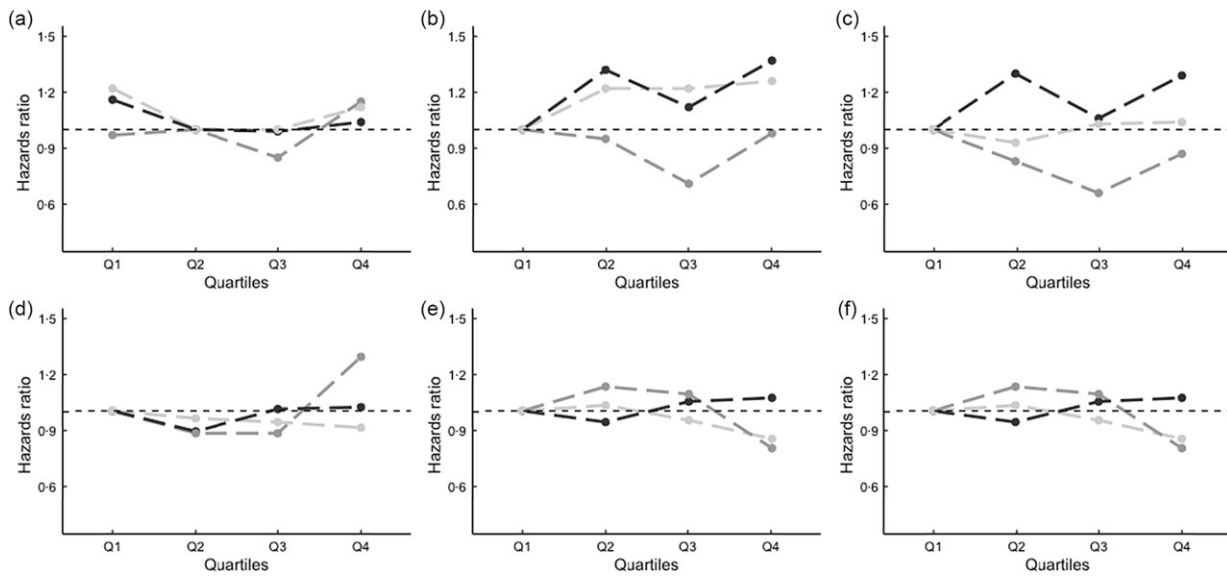 (a)
1·5
1·2
0·9
0·6
Hazards ratio
Q1 Q2 Q3 Q4
Quartiles
(b)
1·5
1·2
0·9
0·6
Hazards ratio
Q1 Q2 Q3 Q4
Quartiles
(c)
1·5
1·2
0·9
0·6
Hazards ratio
Q1 Q2 Q3 Q4
Quartiles
(d)
1·5
1·2
0·9
0·6
Hazards ratio
Q1 Q2 Q3 Q4
Quartiles
(e)
1·5
1·2
0·9
0·6
Hazards ratio
Q1 Q2 Q3 Q4
Quartiles
(f)
1·5
1·2
0·9
0·6
Hazards ratio
Q1 Q2 Q3 Q4
Quartiles